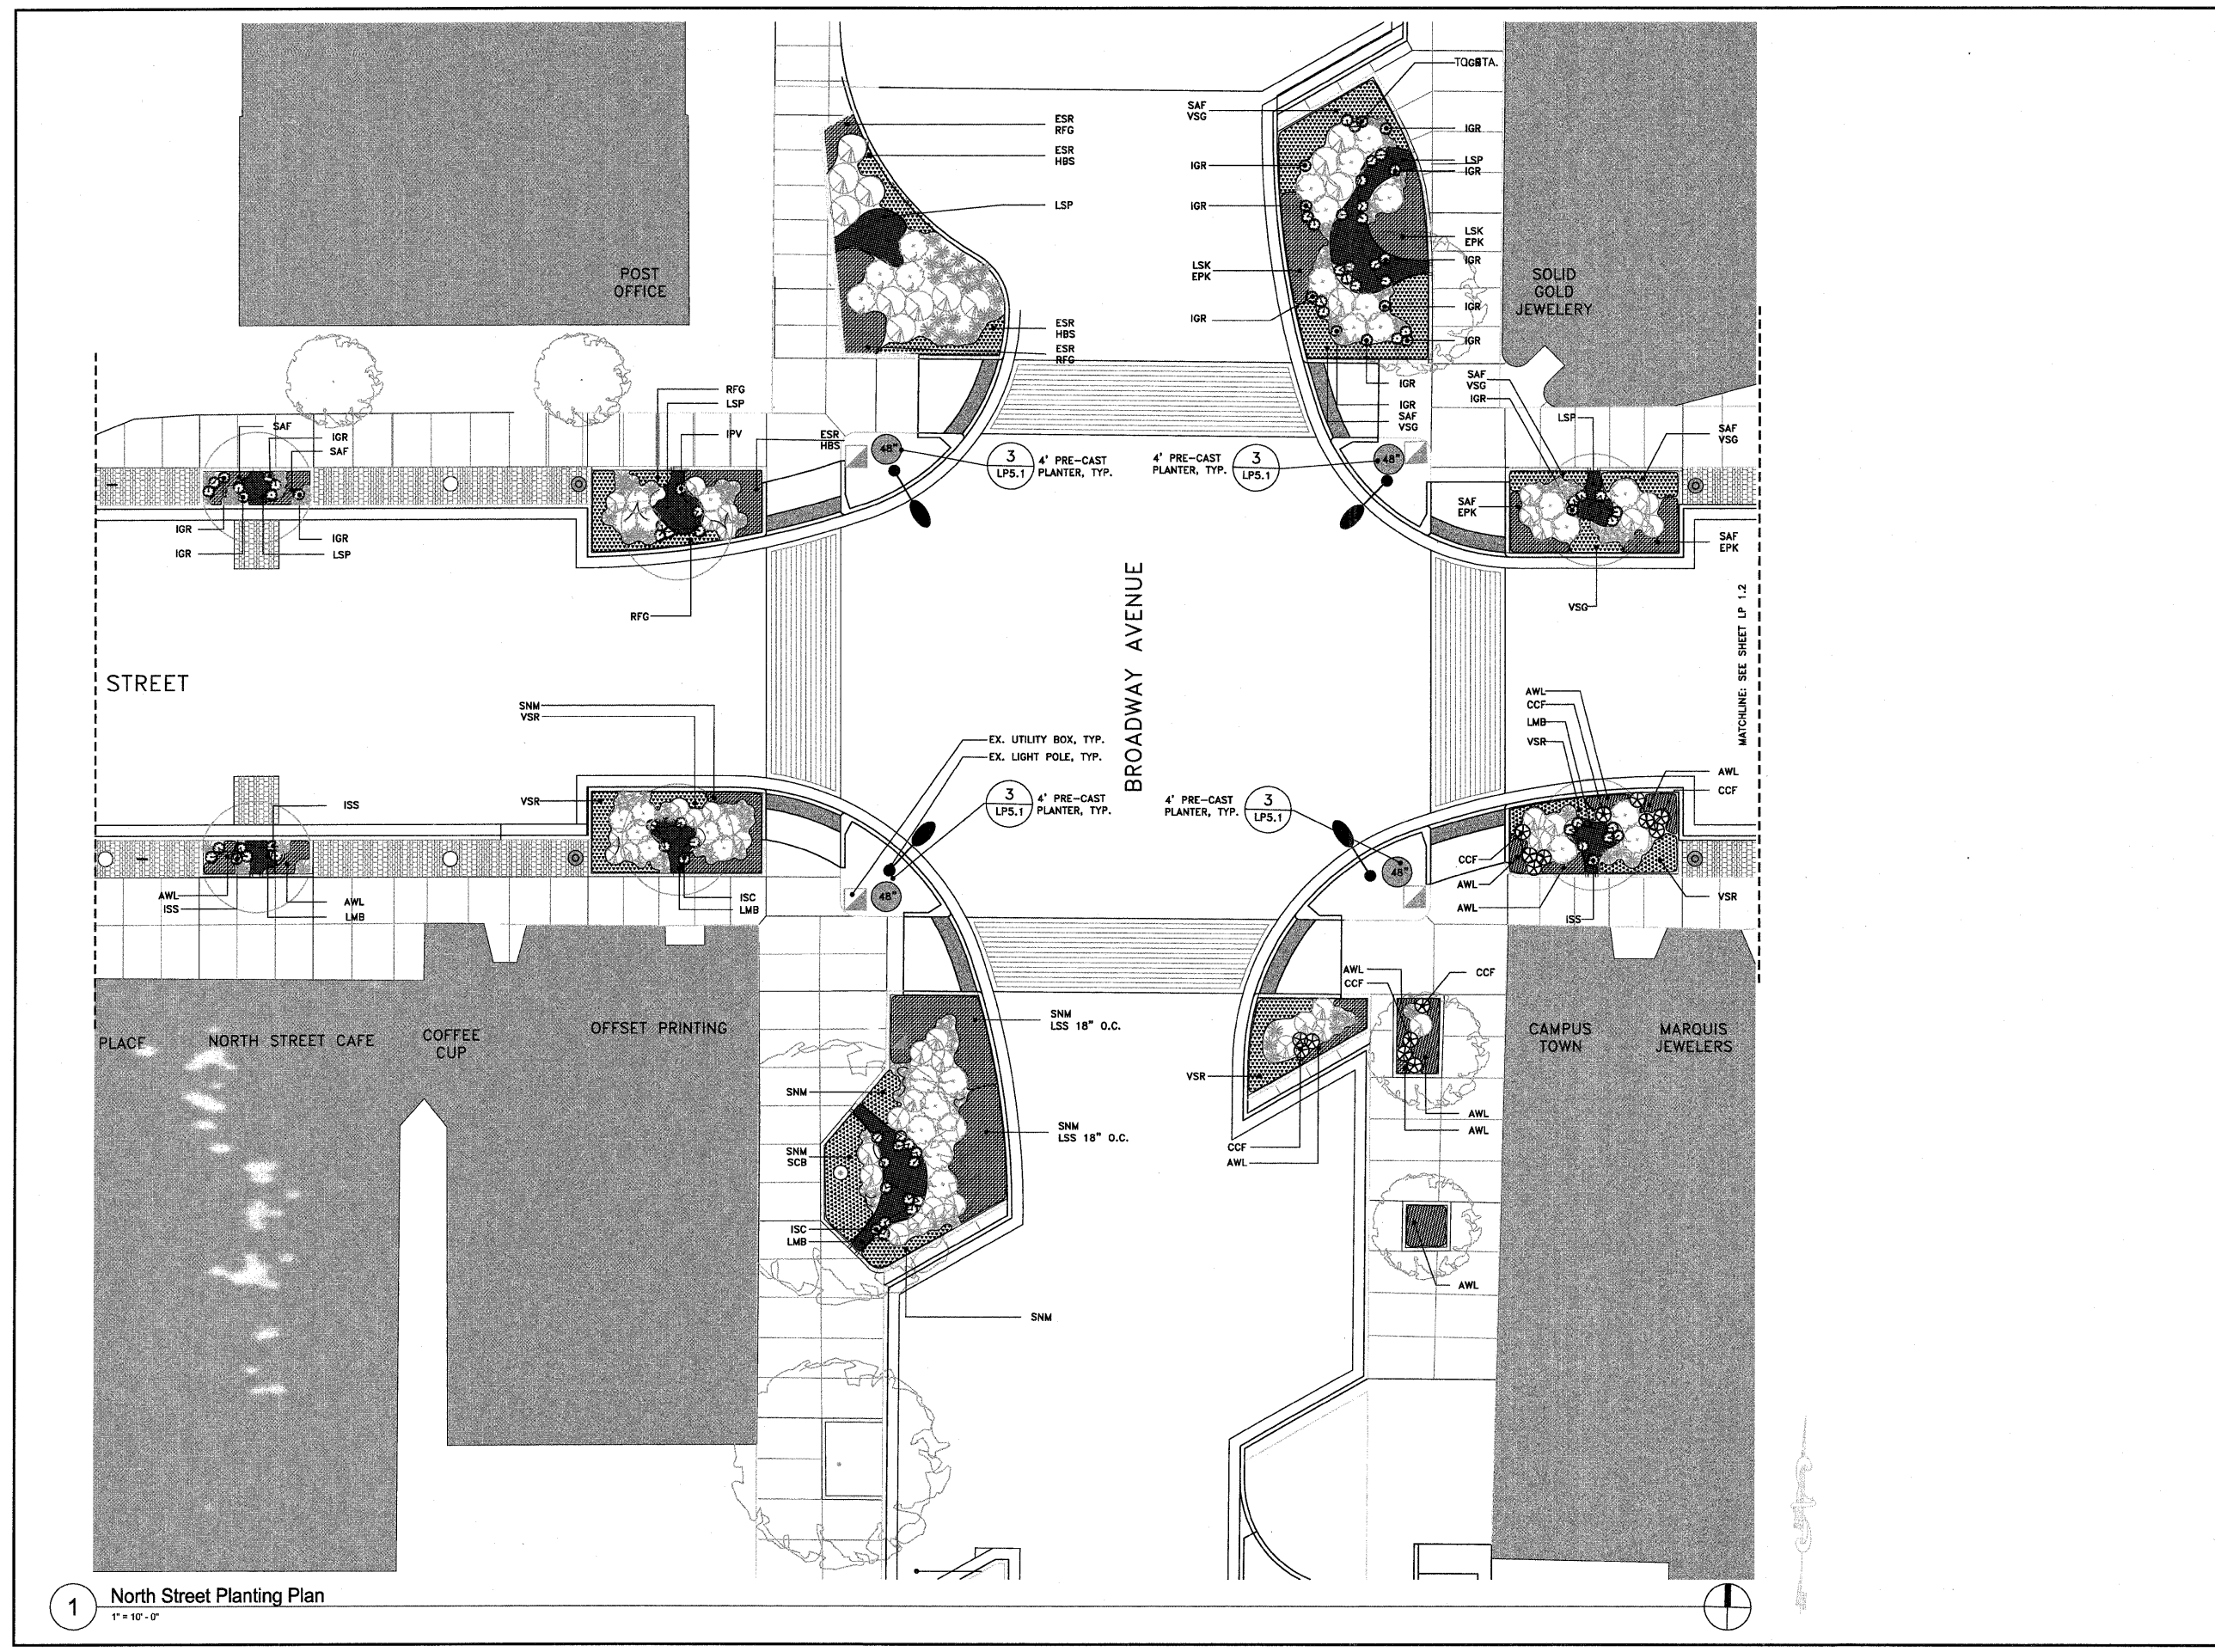 TO STA.
IGR
SAF
VSG
ESR
RFG
IGR
ESR
HBS
LSP
IGR
IGR
LSP
IGR
LSK
EPK
IGR
LSK
EPK
POST
OFFICE
SOLID
GOLD
JEWELERY
IGR
IGR
ESR
HBS
ESR
RFG
IGR
SAF
VSG
IGR
IGR
RFG
LSP
IGR
SAF
VSG
LSP
SAF
IGR
SAF
IPV
ESR
HBS
SAF
VSG
48"
3
LP5.1
4' PRE-CAST
PLANTER, TYP.
4' PRE-CAST
PLANTER, TYP.
3
LP5.1
48"
SAF
EPK
IGR
IGR
IGR
LSP
SAF
EPK
RFG
VSG
BROADWAY AVENUE
MATCHLINE: SEE SHEET LP 1.2
STREET
SNM
VSR
AWL
CCF
LMB
VSR
EX. UTILITY BOX, TYP.
EX. LIGHT POLE, TYP.
AWL
CCF
ISS
VSR
3
LP5.1
4' PRE-CAST
PLANTER, TYP.
4' PRE-CAST
PLANTER, TYP.
3
LP5.1
CCF
AWL
AWL
ISS
VSR
48"
48"
AWL
ISS
AWL
LMB
ISC
LMB
AWL
CCF
CCF
SNM
LSS 18" O.C.
PLACE
NORTH STREET CAFE
COFFEE
CUP
OFFSET PRINTING
CAMPUS
TOWN
MARQUIS
JEWELERS
VSR
SNM
AWL
AWL
SNM
LSS 18" O.C.
SNM
SCB
CCF
AWL
ISC
LMB
AWL
SNM
1
North Street Planting Plan
1" = 10' - 0"